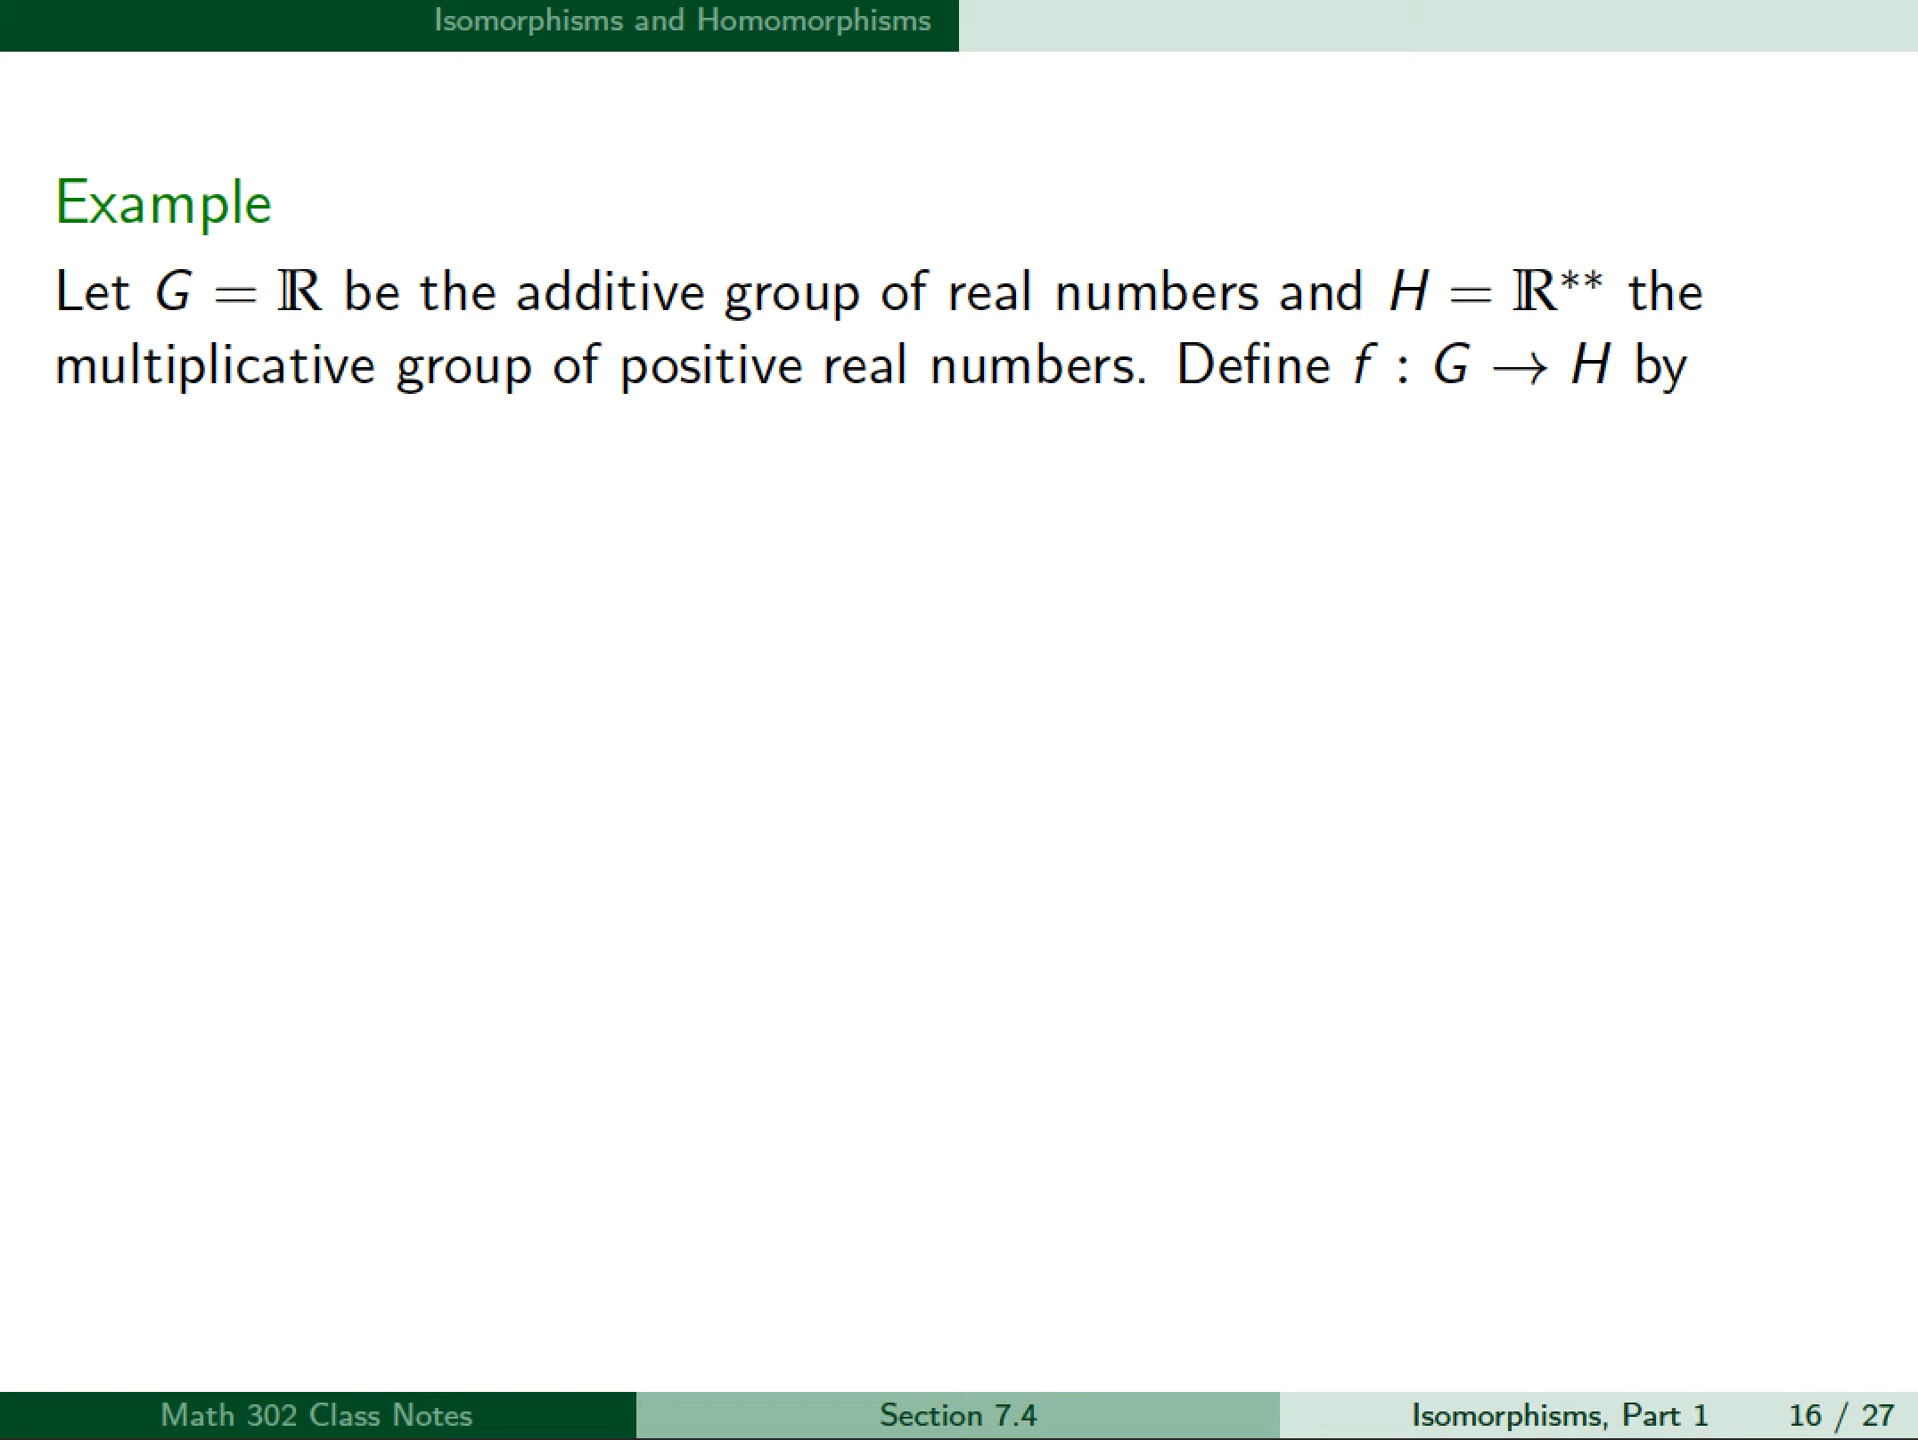 Isomorphisms and Homomorphisms
Example
Let G = ℝ be the additive group of real numbers and H = ℝ** the
multiplicative group of positive real numbers. Define f : G → H by
Math 302 Class Notes
Section 7.4
Isomorphisms, Part 1
16 / 27